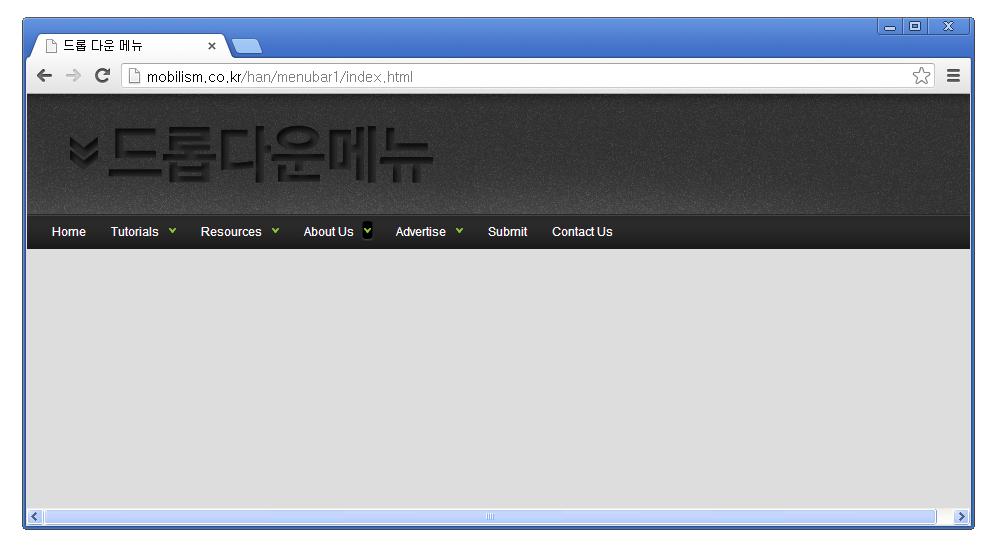 드롭 다운 메뉴
mobilism.co.kr/han/menubar1/index.html
드롭다운메뉴
Home Tutorials Resources About Us Advertise Submit Contact Us